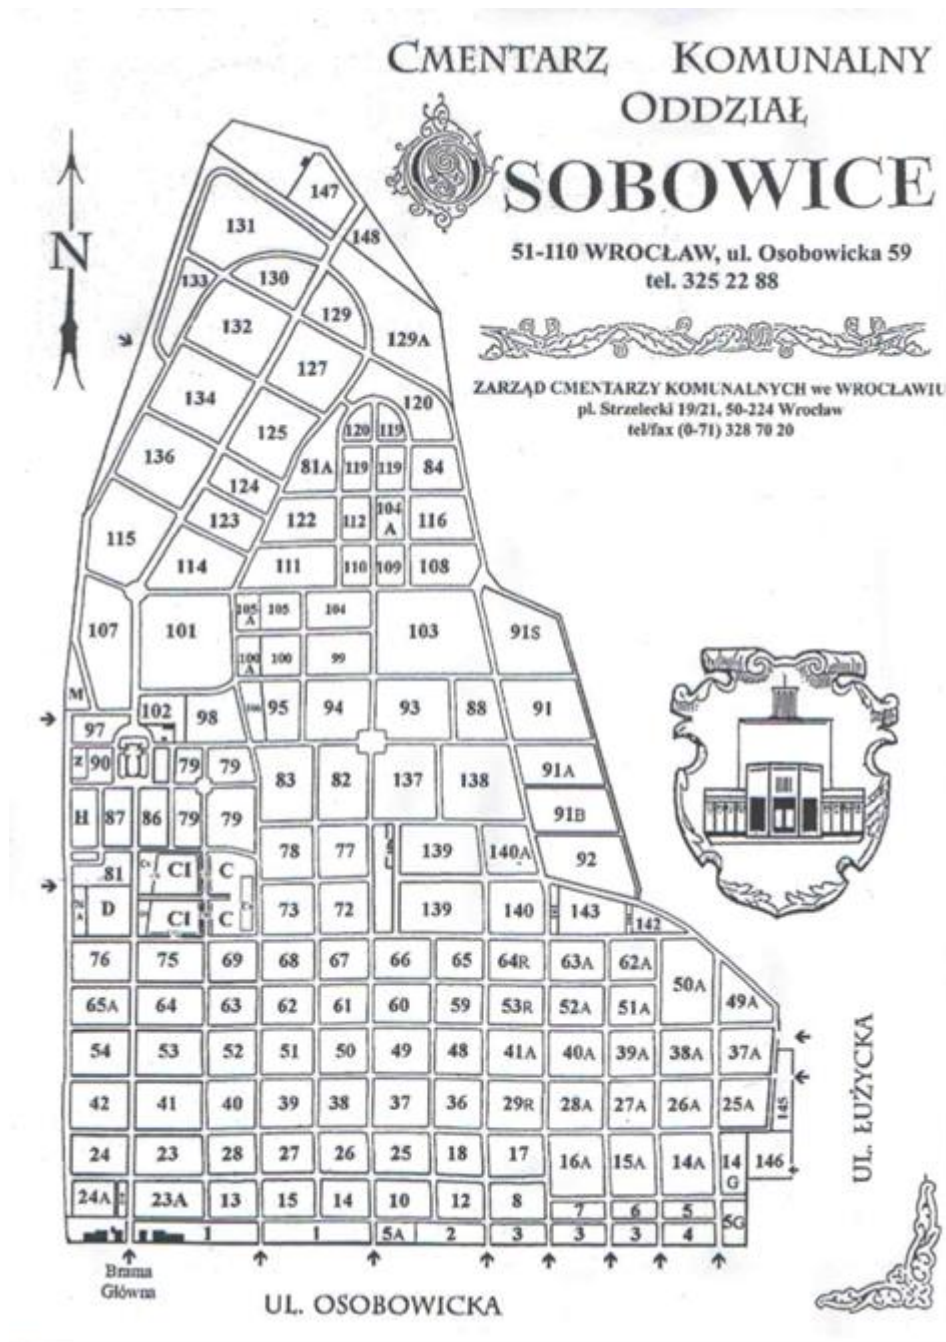 CMENTARZ KOMUNALNY
ODDZIAŁ
OSOBOWICE
51-110 WROCŁAW, ul. Osobowicka 59
tel. 325 22 88
ZARZĄD CMENTARZY KOMUNALNYCH we WROCŁAWIU
pl. Strzelecki 19/21, 50-224 Wrocław
tel/fax (0-71) 328 70 20
N
147
131
148
133 130
129
132
129A
127
134
120
125
120 119
136
81A 119 119 84
124
104
123 122 112 A 116
115
114 111 110 109 108
105 A 105 104
107 101 103 91S
100 A 100 99
M
102 98 95 94 93 88 91
97
Z 90 79 79
83 82 137 138 91A
91B
H 87 86 79 79
78 77 139 140A 92
81 CI C
D CI C 73 72 139 140 143 142
76 75 69 68 67 66 65 64R 63A 62A
50A
65A 64 63 62 61 60 59 53R 52A 51A 49A
54 53 52 51 50 49 48 41A 40A 39A 38A 37A
42 41 40 39 38 37 36 29R 28A 27A 26A 25A 145
24 23 28 27 26 25 18 17 16A 15A 14A 14 G 146
24A 23A 13 15 14 10 12 8
7 6 5 5G
1 1 5A 2 3 3 3 4
Brama
Główna
UL. OSOBOWICKA
UL. ŁUŻYCKA